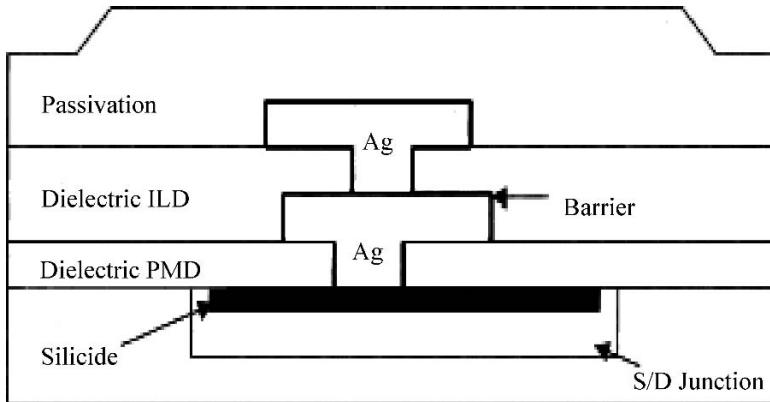 Passivation
Ag
Dielectric ILD
Barrier
Ag
Dielectric PMD
Silicide
S/D Junction